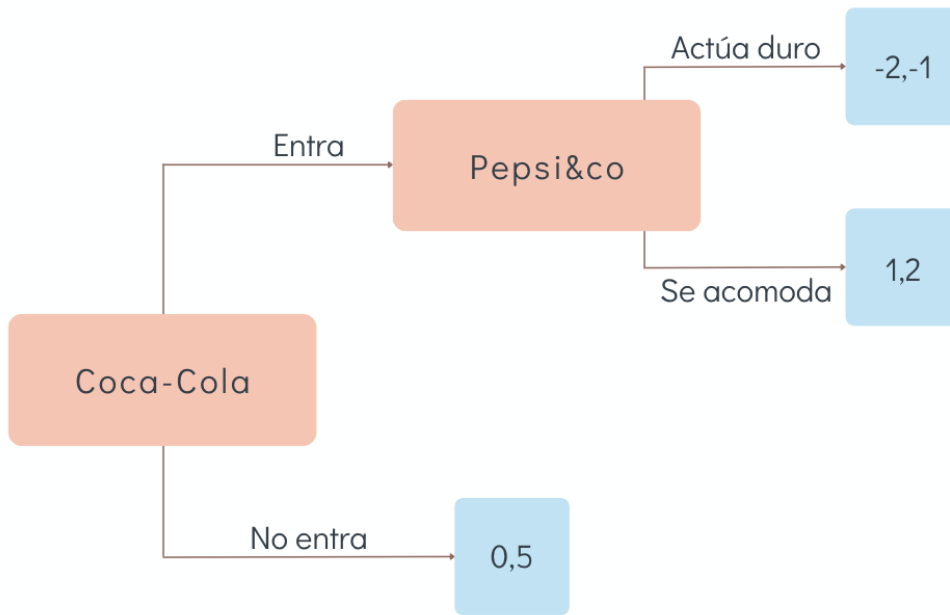 Actúa duro
-2,-1
Entra
Pepsi&co
1,2
Se acomoda
Coca-Cola
No entra
0,5